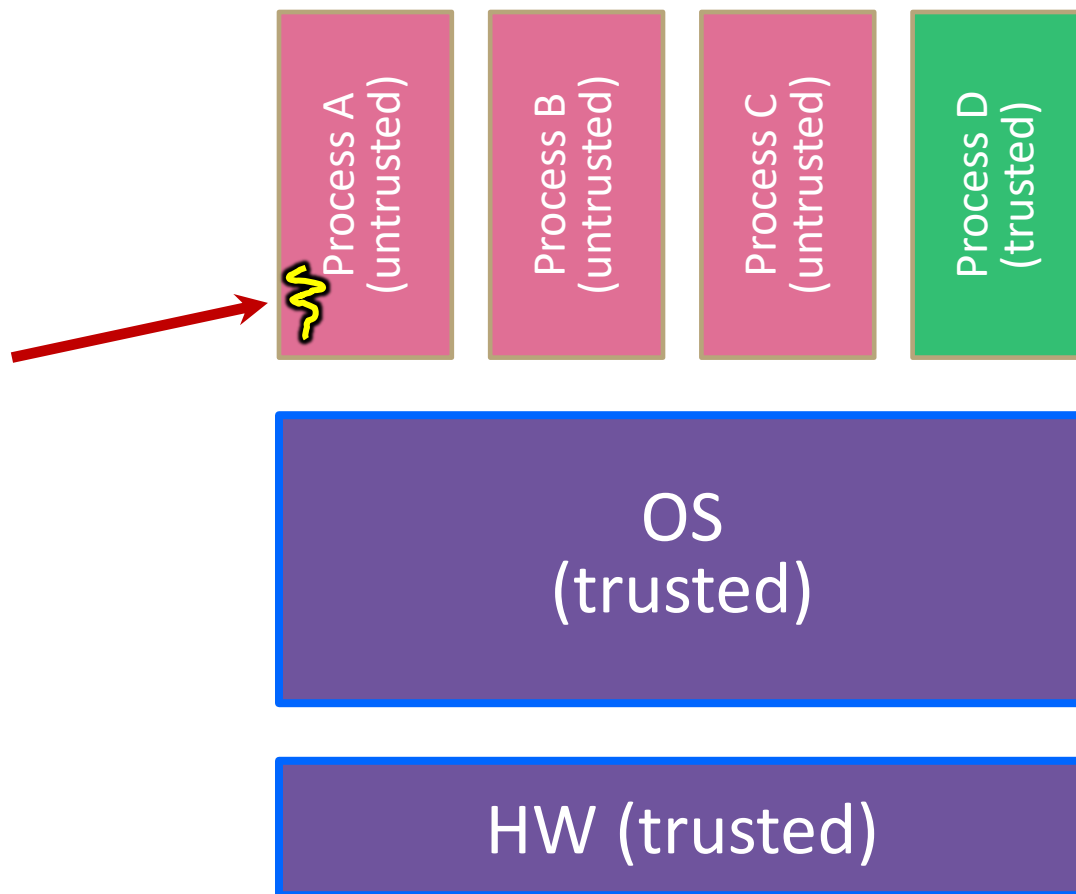 Process A
(untrusted)
Process B
(untrusted)
Process C
(untrusted)
Process D
(trusted)
OS
(trusted)
HW (trusted)